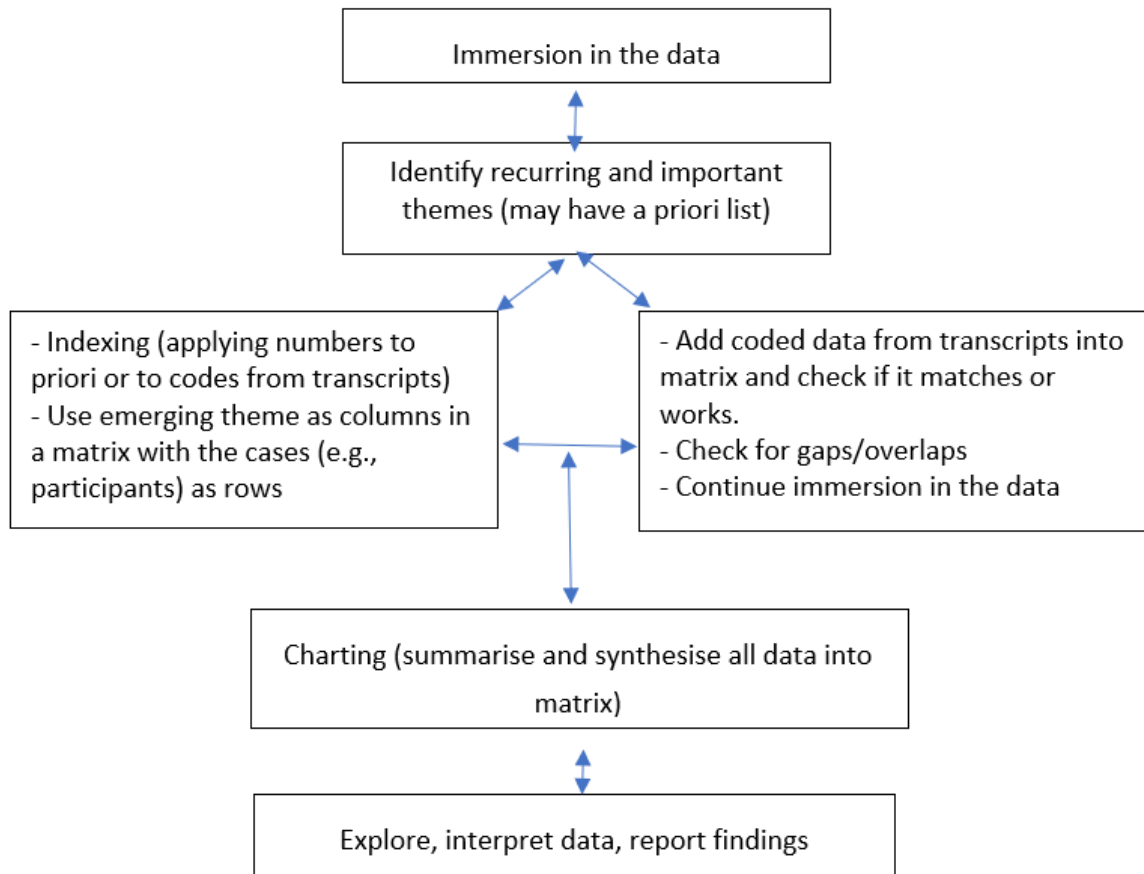 Immersion in the data
Identify recurring and important
themes (may have a priori list)
- Indexing (applying numbers to
priori or to codes from transcripts)
- Use emerging theme as columns in
a matrix with the cases (e.g.,
participants) as rows
- Add coded data from transcripts into
matrix and check if it matches or
works.
- Check for gaps/overlaps
- Continue immersion in the data
Charting (summarise and synthesise all data into
matrix)
Explore, interpret data, report findings